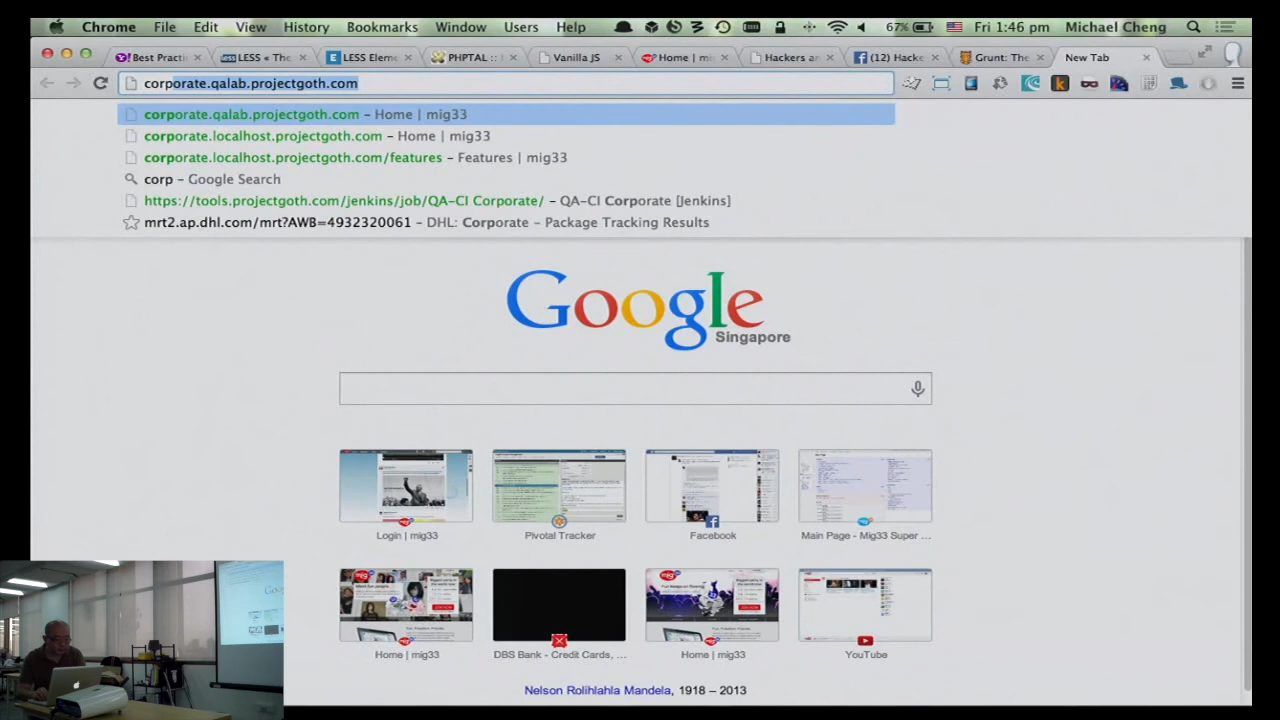 Chrome File Edit View History Bookmarks Window Users Help 67% Fri 1:46 pm Michael Cheng
Best Practi LESS « The LESS Elem PHPTAL :: Vanilla JS Home | mi Hackers ar (12) Hacke Grunt: The New Tab
corporate.qalab.projectgoth.com
corporate.qalab.projectgoth.com – Home | mig33
corporate.localhost.projectgoth.com – Home | mig33
corporate.localhost.projectgoth.com/features – Features | mig33
corp – Google Search
https://tools.projectgoth.com/jenkins/job/QA-CI Corporate/ – QA-CI Corporate [Jenkins]
mrt2.ap.dhl.com/mrt?AWB=4932320061 – DHL: Corporate – Package Tracking Results
Google
Singapore
Login | mig33 Pivotal Tracker Facebook Main Page - Mig33 Super ...
Home | mig33 DBS Bank - Credit Cards, ... Home | mig33 YouTube
Nelson Rolihlahla Mandela, 1918 – 2013